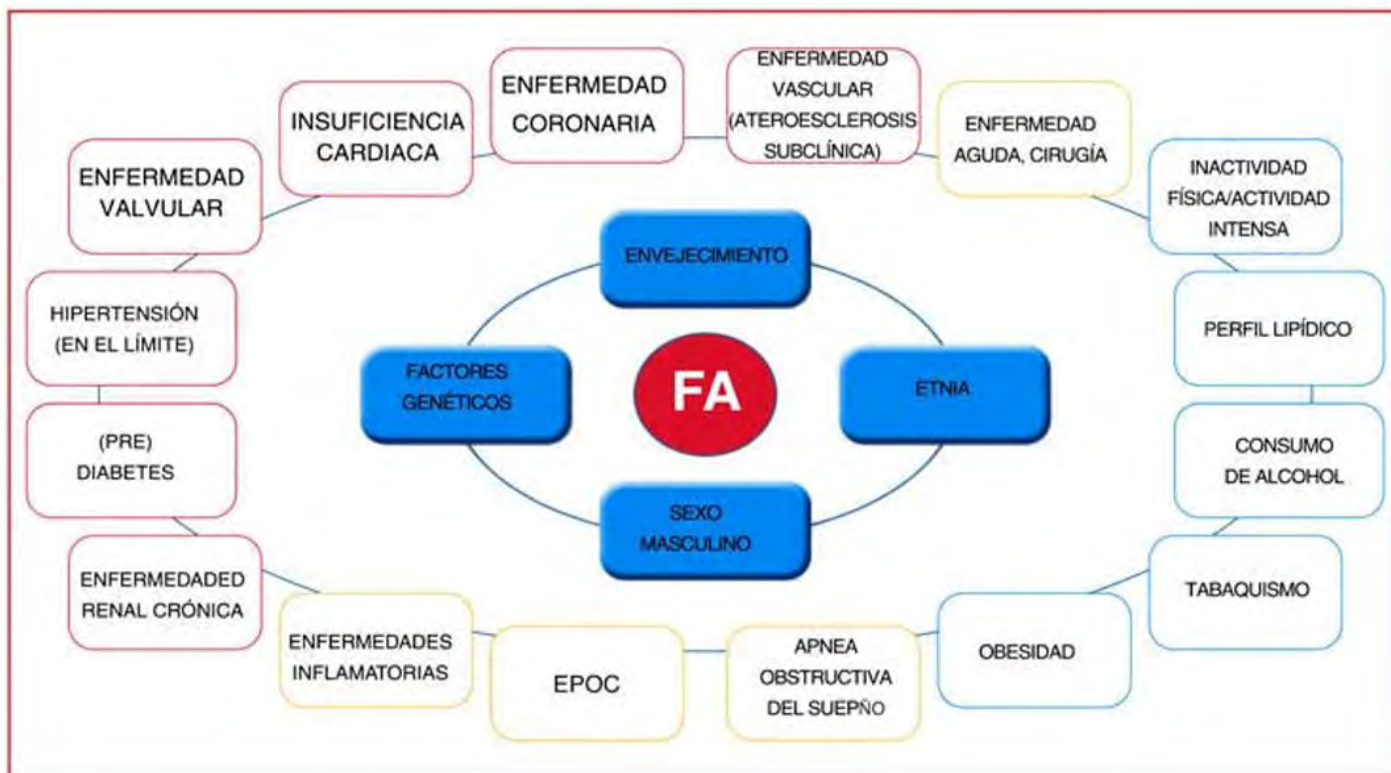 ENFERMEDAD
CORONARIA
ENFERMEDAD
VASCULAR
(ATEROESCLEROSIS
SUBCLÍNICA)
ENFERMEDAD
AGUDA, CIRUGÍA
INACTIVIDAD
FÍSICA/ACTIVIDAD
INTENSA
PERFIL LIPÍDICO
CONSUMO
DE ALCOHOL
TABAQUISMO
OBESIDAD
APNEA
OBSTRUCTIVA
DEL SUEPÑO
EPOC
ENFERMEDADES
INFLAMATORIAS
ENFERMEDADED
RENAL CRÓNICA
(PRE)
DIABETES
HIPERTENSIÓN
(EN EL LÍMITE)
ENFERMEDAD
VALVULAR
INSUFICIENCIA
CARDIACA
ENVEJECIMIENTO
ETNIA
SEXO
MASCULINO
FACTORES
GENÉTICOS
FA